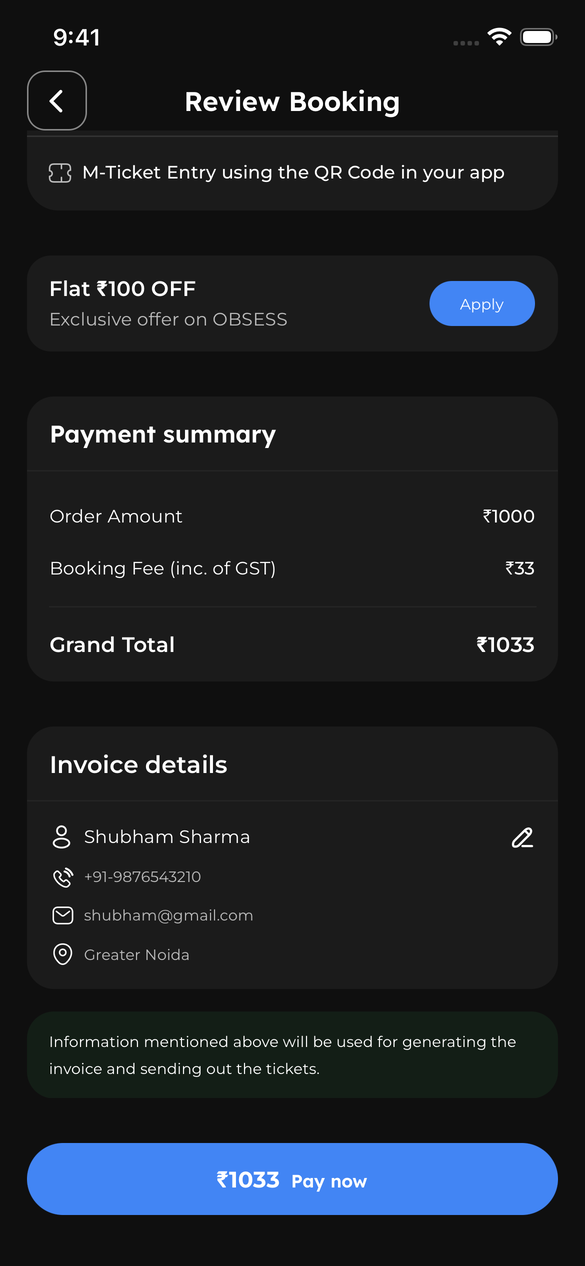 9:41
Review Booking
M-Ticket Entry using the QR Code in your app
Flat ₹100 OFF
Exclusive offer on OBSESS
Apply
Payment summary
Order Amount ₹1000
Booking Fee (inc. of GST) ₹33
Grand Total ₹1033
Invoice details
Shubham Sharma
+91-9876543210
shubham@gmail.com
Greater Noida
Information mentioned above will be used for generating the
invoice and sending out the tickets.
₹1033 Pay now